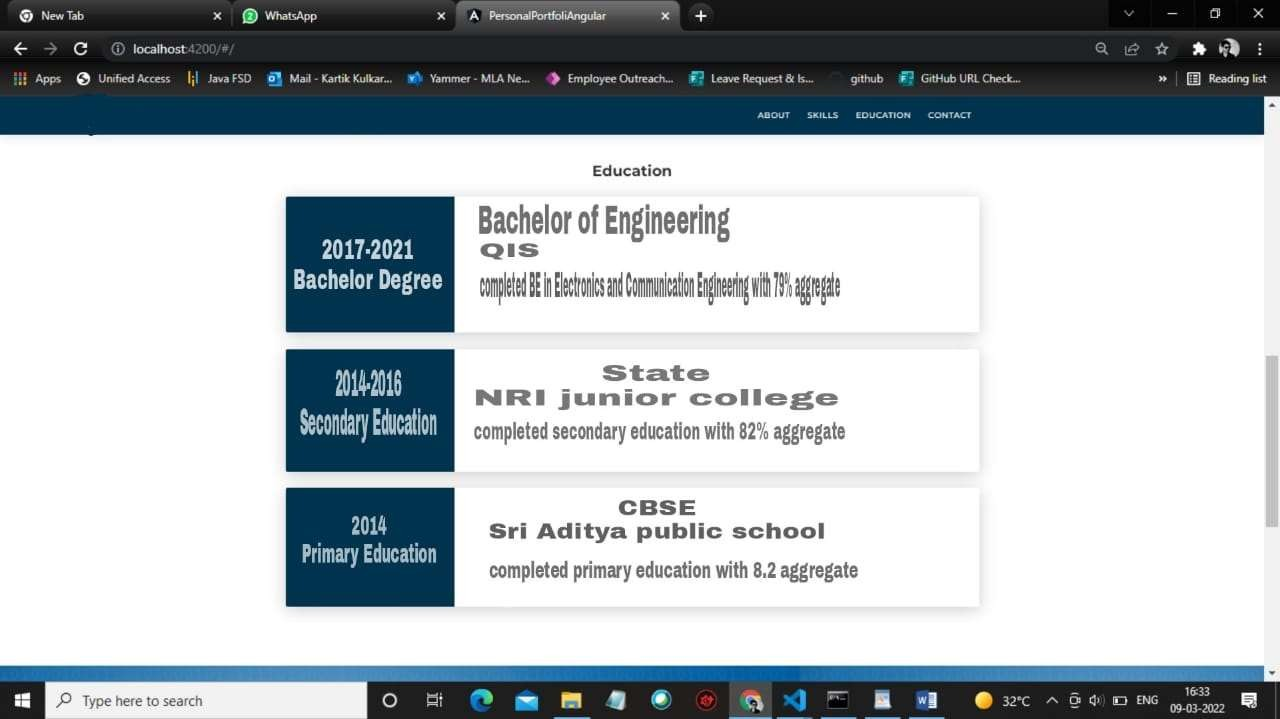 New Tab
WhatsApp
PersonalPortfoliAngular
localhost:4200/#/
Apps
Unified Access
Java FSD
Mail - Kartik Kulkar...
Yammer - MLA Ne...
Employee Outreach...
Leave Request & Is...
github
GitHub URL Check...
»
Reading list
ABOUT
SKILLS
EDUCATION
CONTACT
Education
2017-2021
Bachelor Degree
Bachelor of Engineering
QIS
completed BE in Electronics and Communication Engineering with 79% aggregate
2014-2016
Secondary Education
State
NRI junior college
completed secondary education with 82% aggregate
2014
Primary Education
CBSE
Sri Aditya public school
completed primary education with 8.2 aggregate
Type here to search
32°C
ENG
16:33
09-03-2022